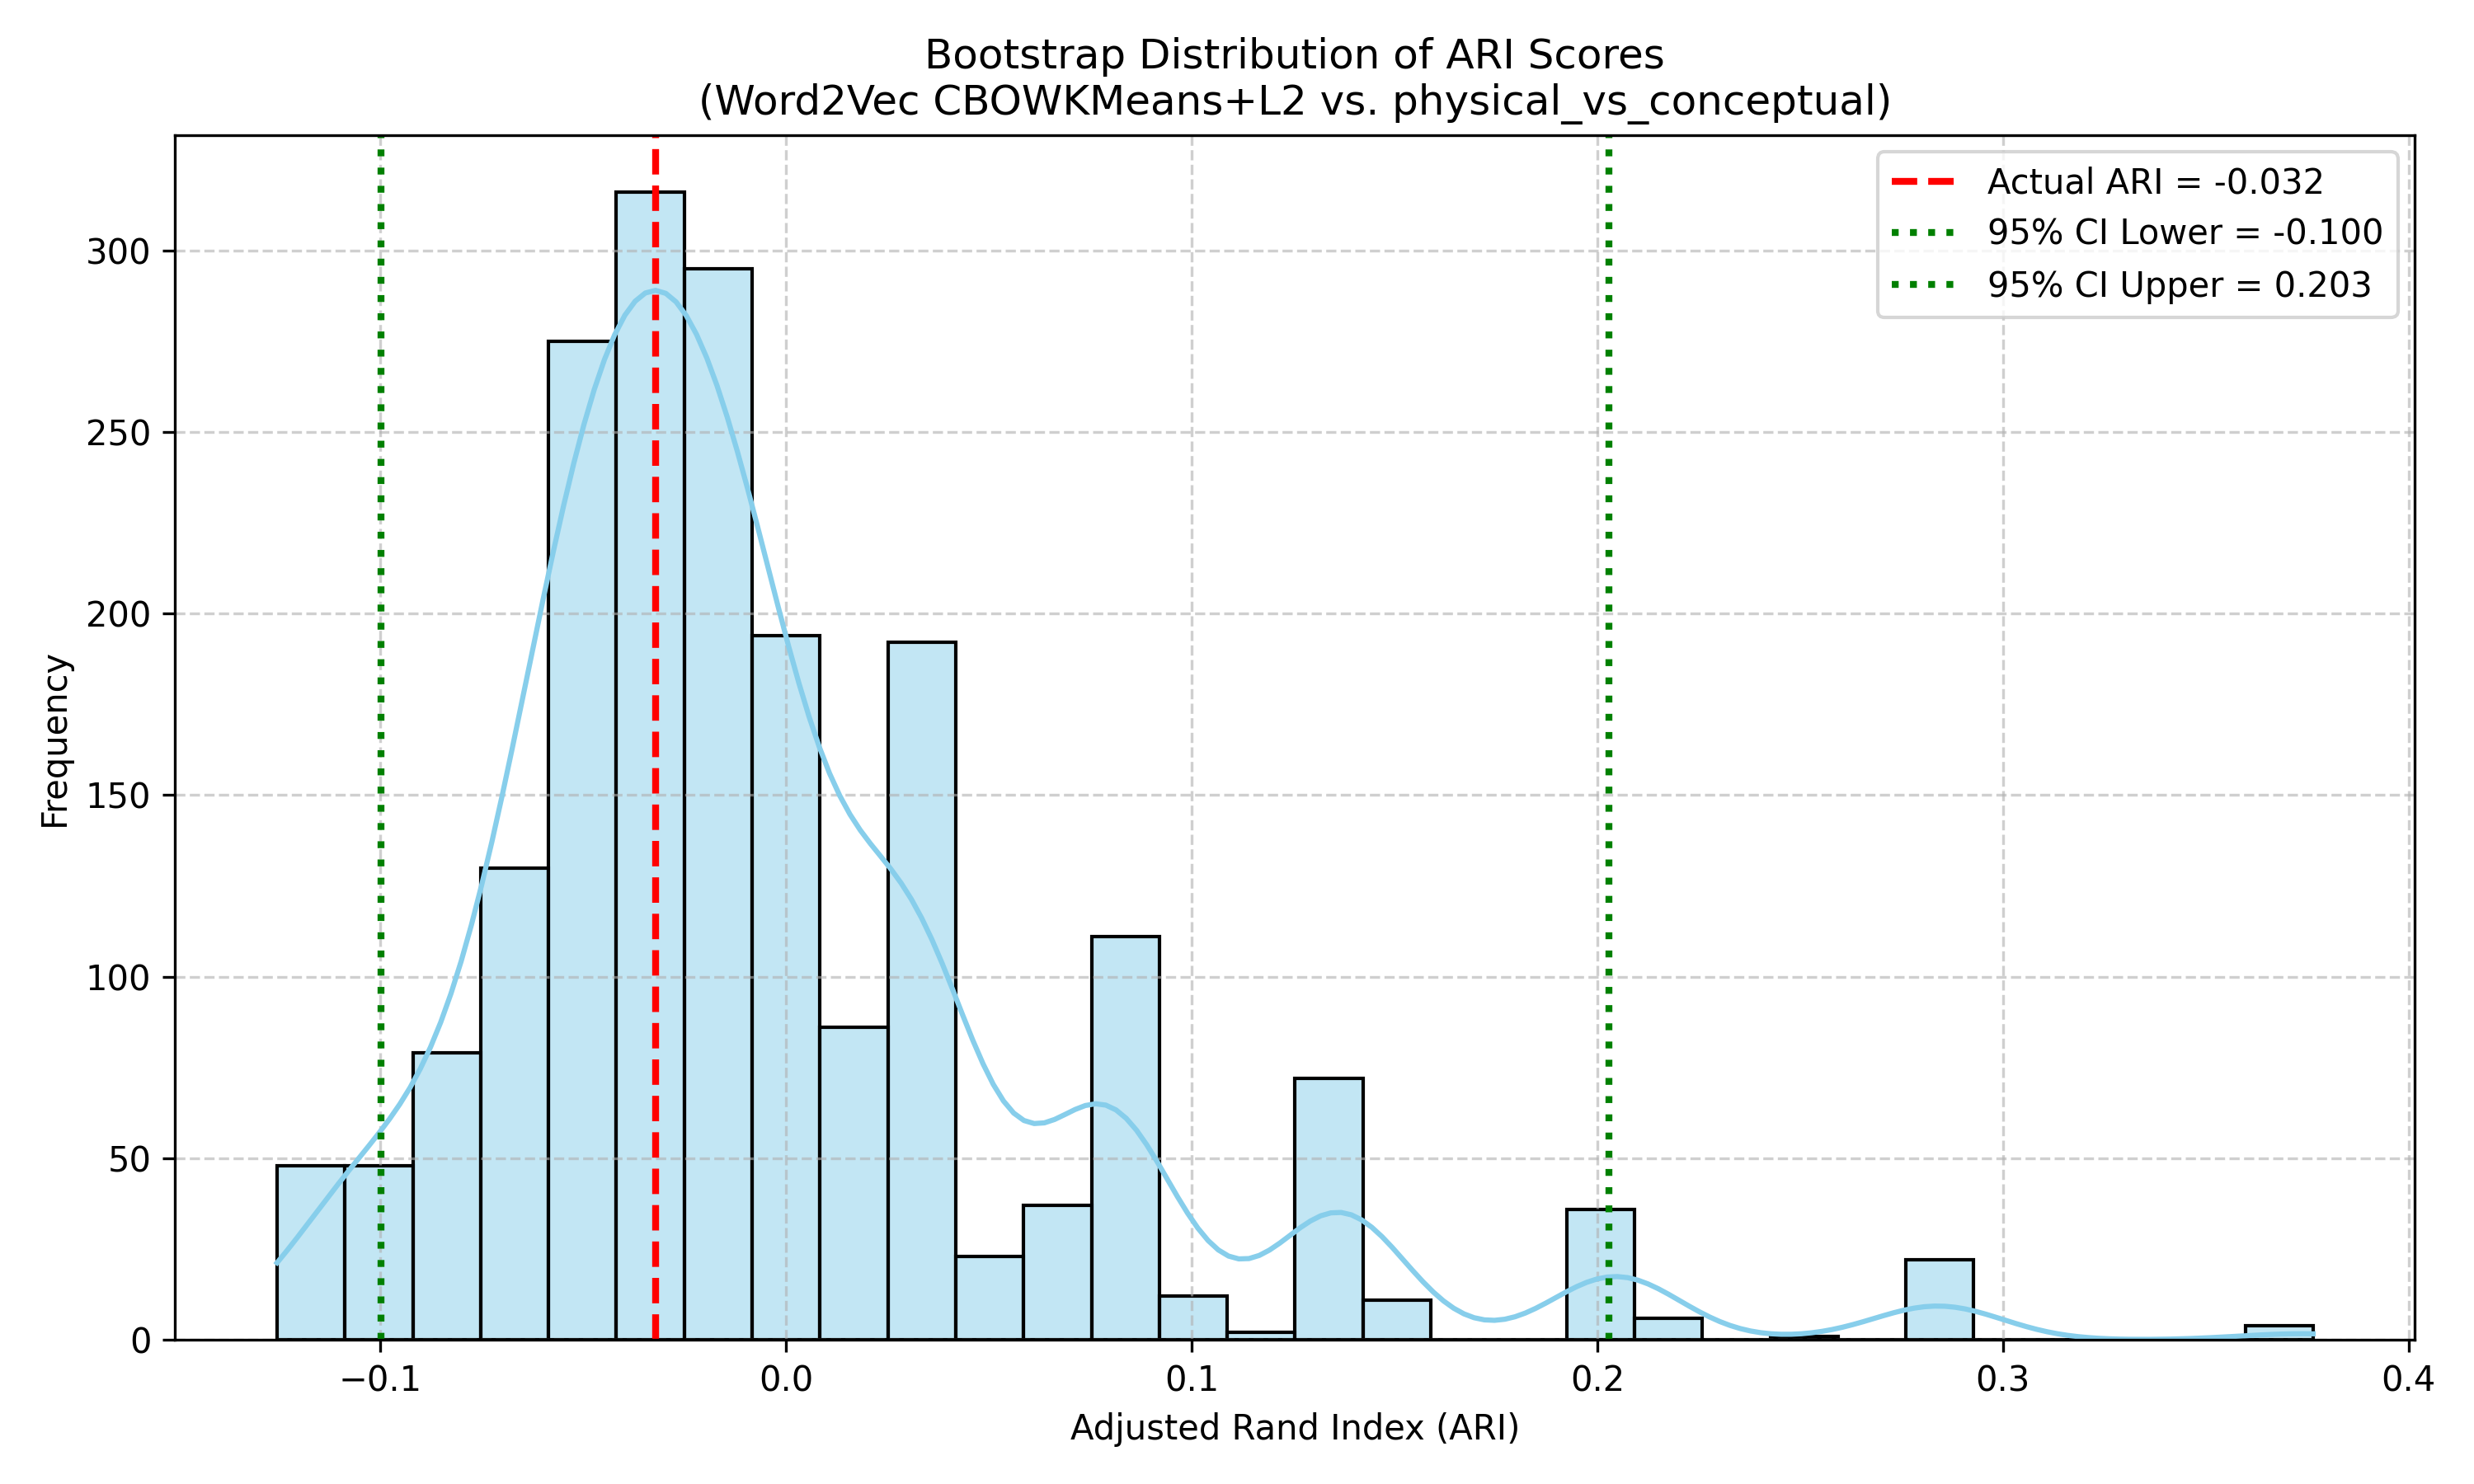 Bootstrap Distribution of ARI Scores
(Word2Vec CBOWKMeans+L2 vs. physical_vs_conceptual)
Actual ARI = -0.032
95% CI Lower = -0.100
95% CI Upper = 0.203
Frequency
300
250
200
150
100
50
0
−0.1 0.0 0.1 0.2 0.3 0.4
Adjusted Rand Index (ARI)